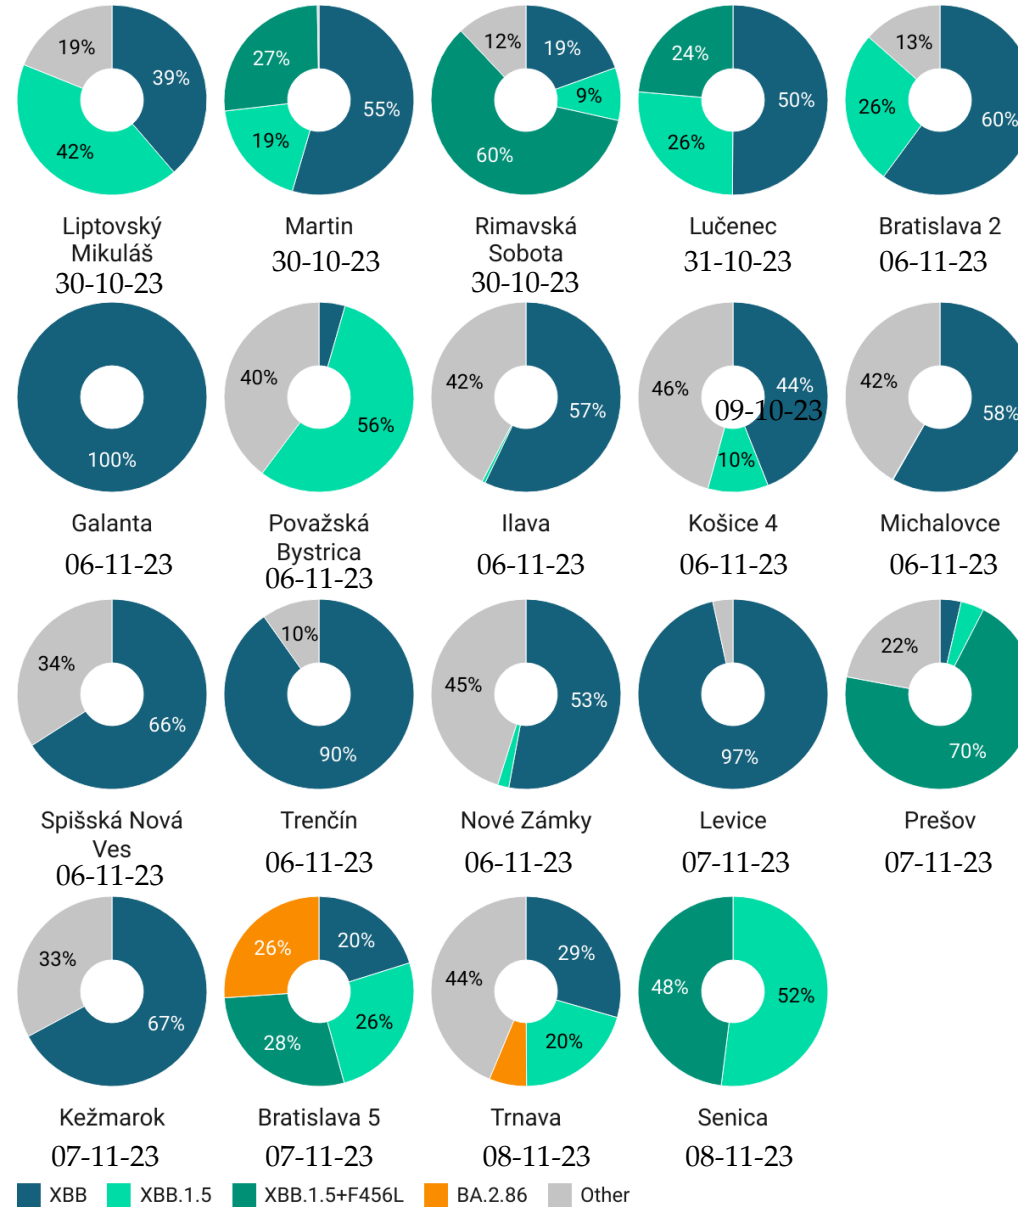 19%
39%
42%
27%
55%
19%
12%
19%
9%
60%
24%
50%
26%
13%
26%
60%
Liptovský
Mikuláš
30-10-23
Martin
30-10-23
Rimavská
Sobota
30-10-23
Lučenec
31-10-23
Bratislava 2
06-11-23
100%
40%
56%
42%
57%
46%
44%
09-10-23
10%
42%
58%
Galanta
06-11-23
Považská
Bystrica
06-11-23
Ilava
06-11-23
Košice 4
06-11-23
Michalovce
06-11-23
34%
66%
10%
90%
45%
53%
97%
22%
70%
Spišská Nová
Ves
06-11-23
Trenčín
06-11-23
Nové Zámky
06-11-23
Levice
07-11-23
Prešov
07-11-23
33%
67%
26%
20%
26%
28%
44%
29%
20%
48%
52%
Kežmarok
07-11-23
Bratislava 5
07-11-23
Trnava
08-11-23
Senica
08-11-23
XBB XBB.1.5 XBB.1.5+F456L BA.2.86 Other